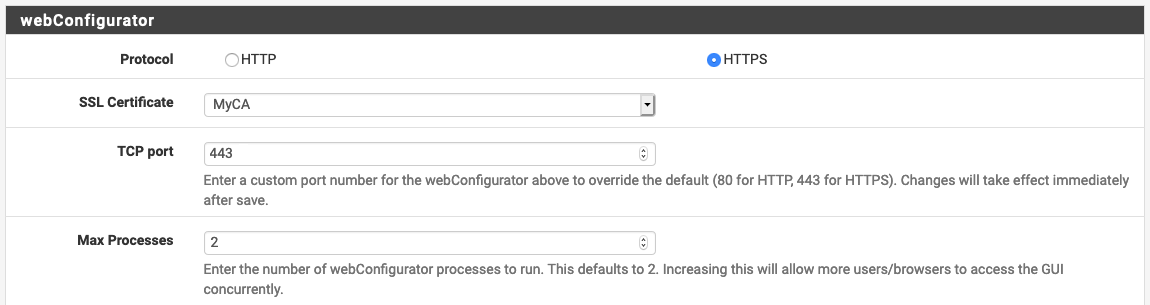 webConfigurator
Protocol HTTP HTTPS
SSL Certificate MyCA
TCP port 443
Enter a custom port number for the webConfigurator above to override the default (80 for HTTP, 443 for HTTPS). Changes will take effect immediately
after save.
Max Processes 2
Enter the number of webConfigurator processes to run. This defaults to 2. Increasing this will allow more users/browsers to access the GUI
concurrently.